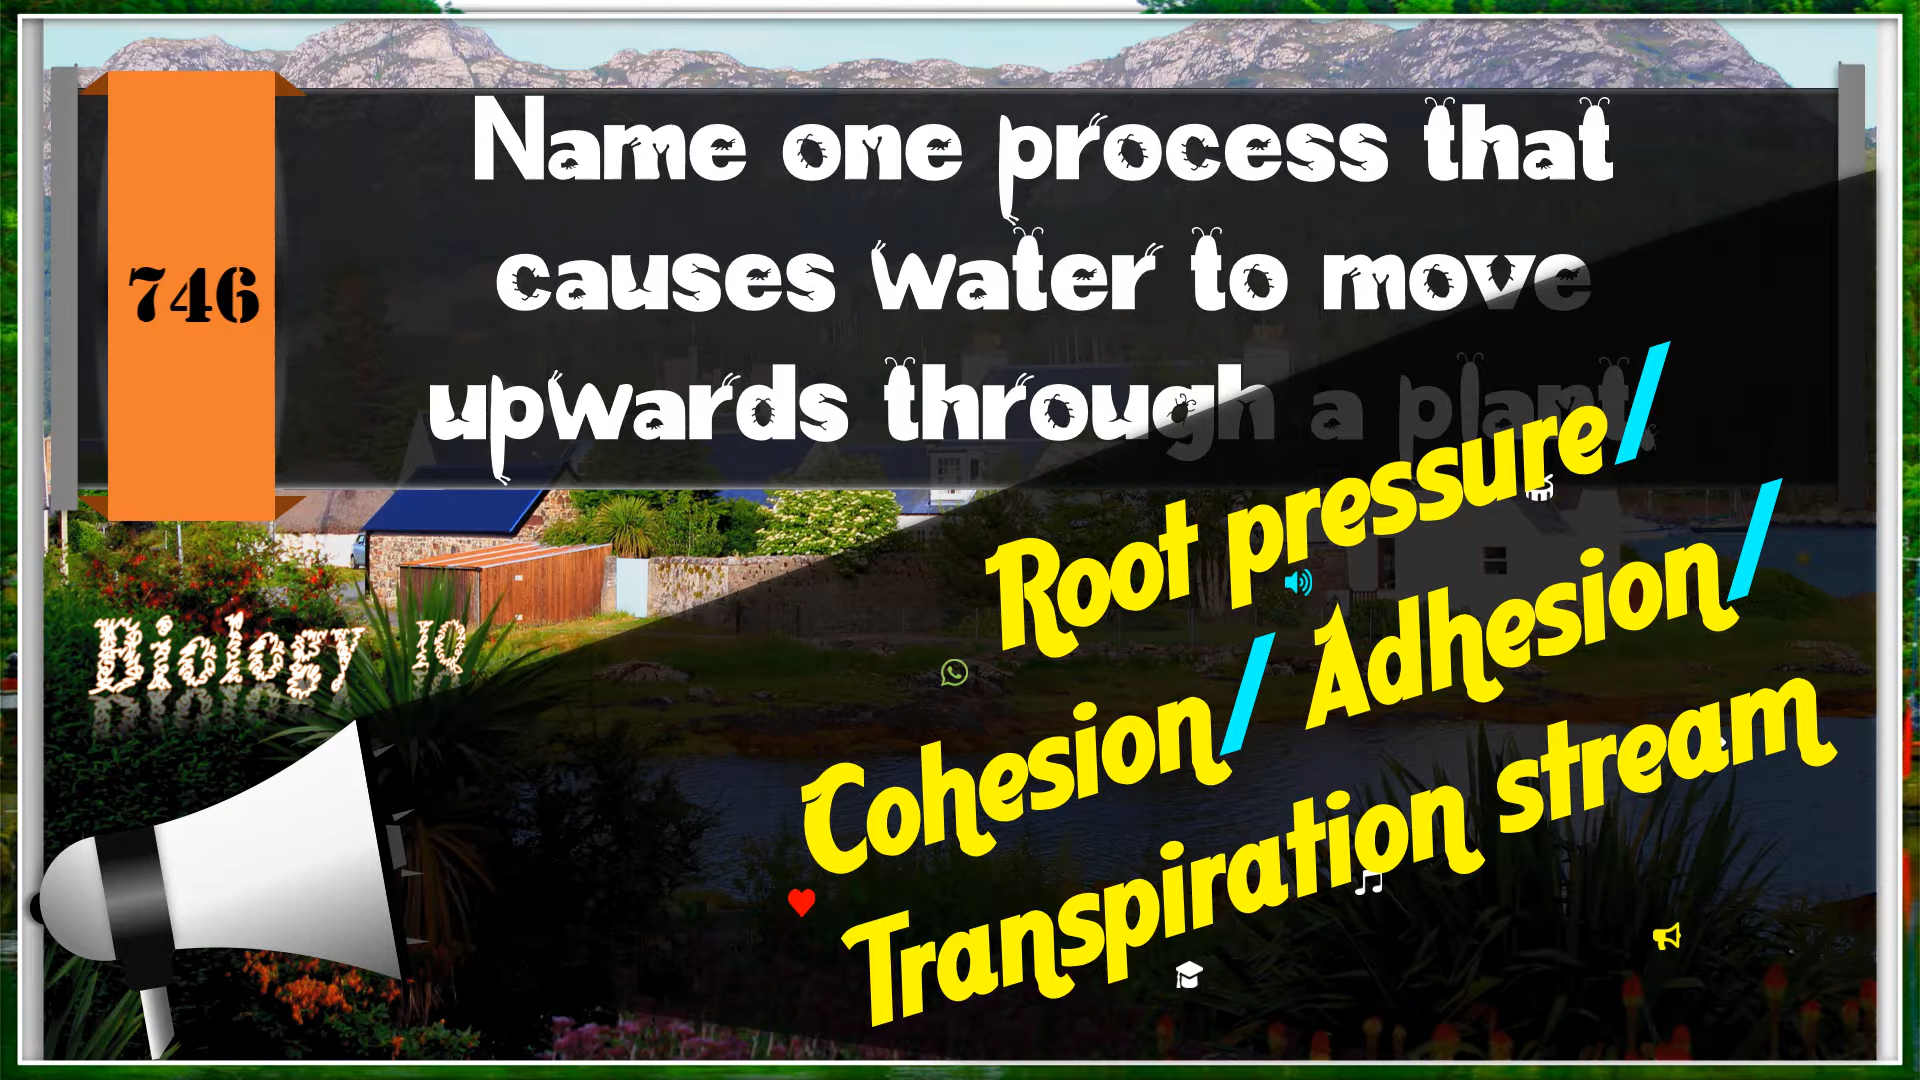 746
Name one process that
causes water to move
upwards through a plant.
Root pressure/
Cohesion/ Adhesion/
Transpiration stream
Biology 10